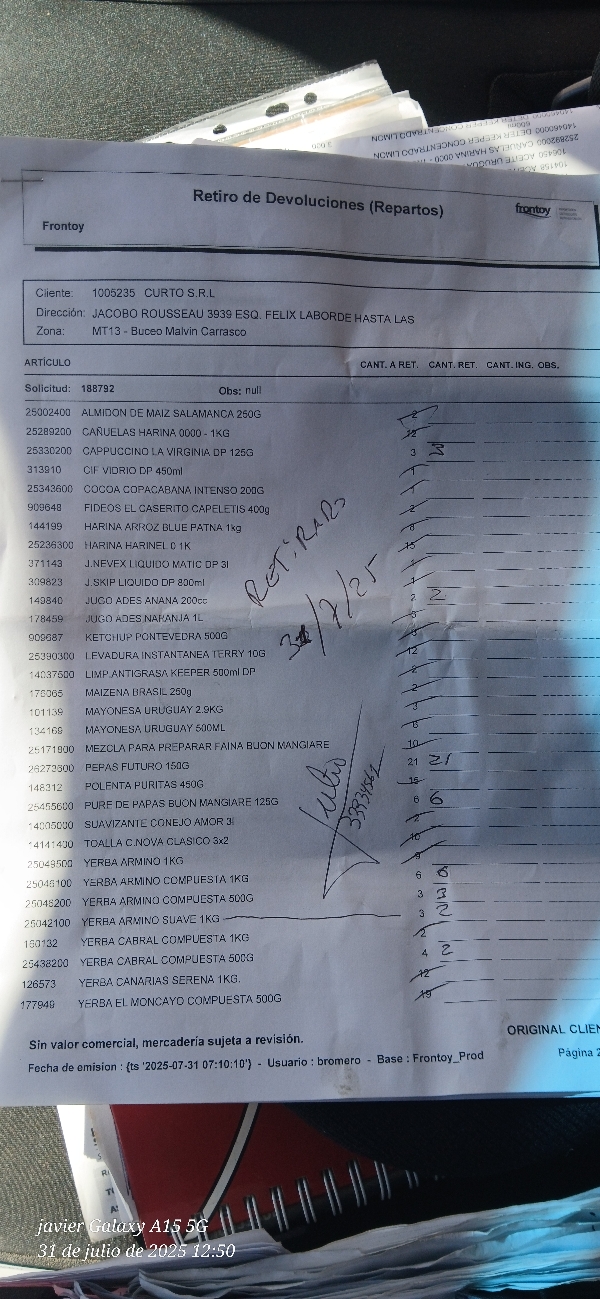 Retiro de Devoluciones (Repartos)
frontoy
Frontoy
Cliente: 1005235 CURTO S.R.L
Dirección: JACOBO ROUSSEAU 3939 ESQ. FELIX LABORDE HASTA LAS
Zona: MT13 - Buceo Malvin Carrasco
ARTÍCULO CANT. A RET. CANT. RET. CANT. ING. OBS.
Solicitud: 188792 Obs: null
25002400 ALMIDON DE MAIZ SALAMANCA 250G 2
25289200 CAÑUELAS HARINA 0000 - 1KG 12
25330200 CAPPUCCINO LA VIRGINIA DP 125G 3 3
313910 CIF VIDRIO DP 450ml 1
25343600 COCOA COPACABANA INTENSO 200G 1
909648 FIDEOS EL CASERITO CAPELETIS 400g 2
144199 HARINA ARROZ BLUE PATNA 1kg 8
25236300 HARINA HARINEL 0 1K 15
371143 J.NEVEX LIQUIDO MATIC DP 3l
309823 J.SKIP LIQUIDO DP 800ml 1
149840 JUGO ADES ANANA 200cc 2 2
178459 JUGO ADES NARANJA 1L
909687 KETCHUP PONTEVEDRA 500G
25390300 LEVADURA INSTANTANEA TERRY 10G 12
14037500 LIMP.ANTIGRASA KEEPER 500ml DP 2
175065 MAIZENA BRASIL 250g 2
101139 MAYONESA URUGUAY 2.9KG 3
134169 MAYONESA URUGUAY 500ML
25171800 MEZCLA PARA PREPARAR FAINA BUON MANGIARE 10
26273600 PEPAS FUTURO 150G 21 21
148312 POLENTA PURITAS 450G 15
25455600 PURE DE PAPAS BUON MANGIARE 125G 6 6
14005000 SUAVIZANTE CONEJO AMOR 3l 2
14141400 TOALLA C.NOVA CLASICO 3x2 10
25049500 YERBA ARMINO 1KG 9
25046100 YERBA ARMINO COMPUESTA 1KG 6 6
25046200 YERBA ARMINO COMPUESTA 500G 3 3
25042100 YERBA ARMINO SUAVE 1KG 3 2
150132 YERBA CABRAL COMPUESTA 1KG 2
25438200 YERBA CABRAL COMPUESTA 500G 4 2
126573 YERBA CANARIAS SERENA 1KG. 12
177949 YERBA EL MONCAYO COMPUESTA 500G 19
RETIRADO
31/7/25
Julio
Sin valor comercial, mercadería sujeta a revisión.
ORIGINAL CLIEN
Fecha de emision : {ts '2025-07-31 07:10:10'} - Usuario : bromero - Base : Frontoy_Prod
Página 2
javier Galaxy A15 5G
31 de julio de 2025 12:50